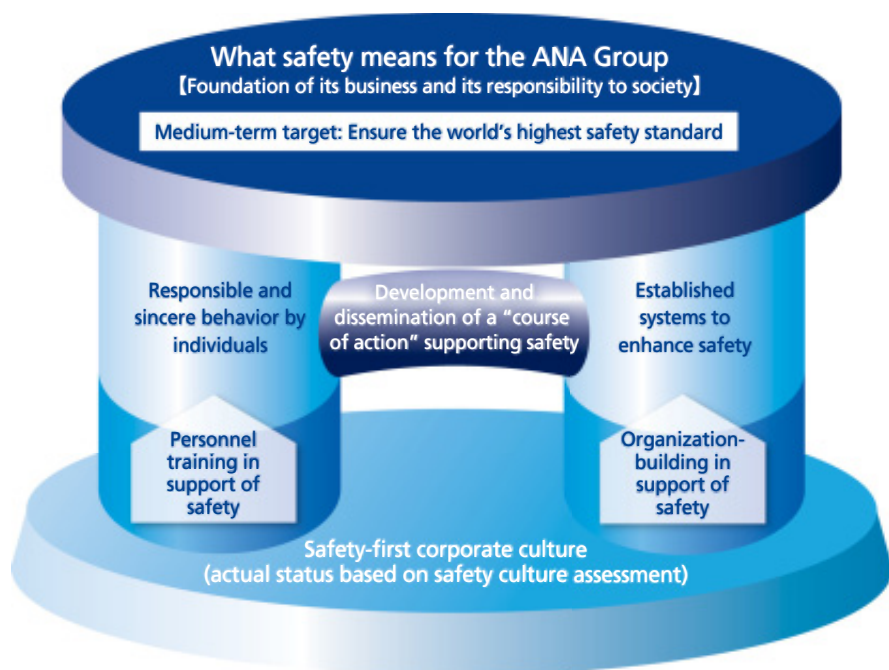 What safety means for the ANA Group
【Foundation of its business and its responsibility to society】
Medium-term target: Ensure the world's highest safety standard
Responsible and
sincere behavior by
individuals
Development and
dissemination of a “course
of action” supporting safety
Established
systems to
enhance safety
Personnel
training in
support of
safety
Organization-
building in
support of
safety
Safety-first corporate culture
(actual status based on safety culture assessment)